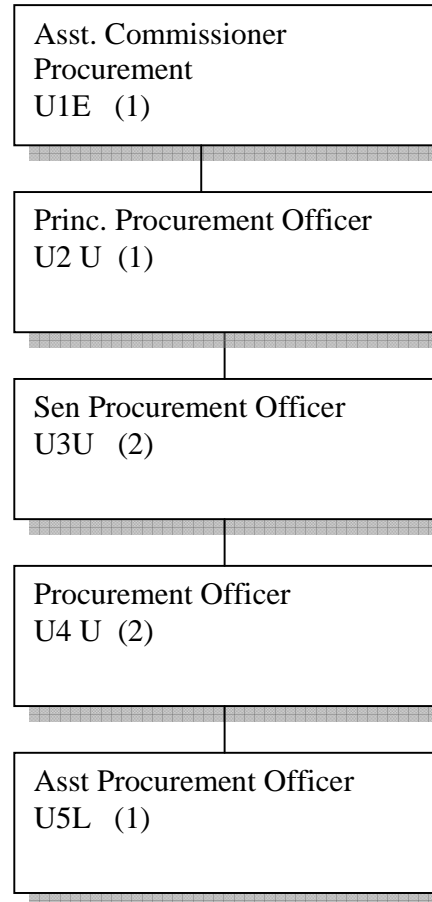 Asst. Commissioner
Procurement
U1E (1)
Princ. Procurement Officer
U2 U (1)
Sen Procurement Officer
U3U (2)
Procurement Officer
U4 U (2)
Asst Procurement Officer
U5L (1)